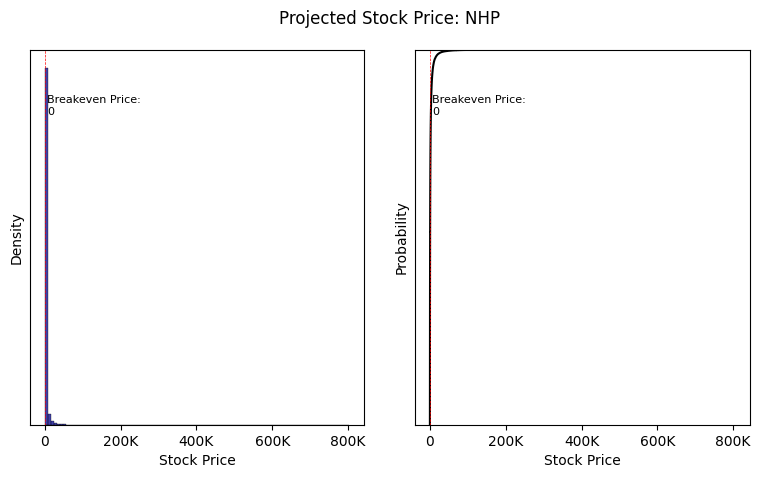 Projected Stock Price: NHP
Breakeven Price:
0
Density
0 200K 400K 600K 800K
Stock Price
Breakeven Price:
0
Probability
0 200K 400K 600K 800K
Stock Price